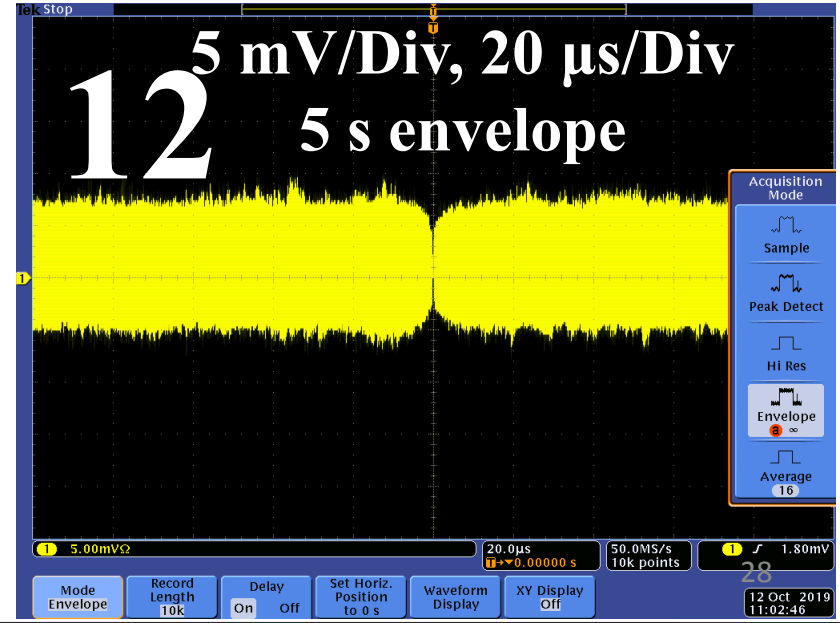 Tek Stop
T
T
5 mV/Div, 20 µs/Div
12
5 s envelope
Acquisition
Mode
Sample
Peak Detect
Hi Res
Envelope
a ∞
Average
16
1
1 5.00mVΩ
20.0µs
T→▼0.00000 s
50.0MS/s
10k points
1 1.80mV
28
12 Oct 2019
11:02:46
Mode
Envelope
Record
Length
10k
Delay
On Off
Set Horiz.
Position
to 0 s
Waveform
Display
XY Display
Off